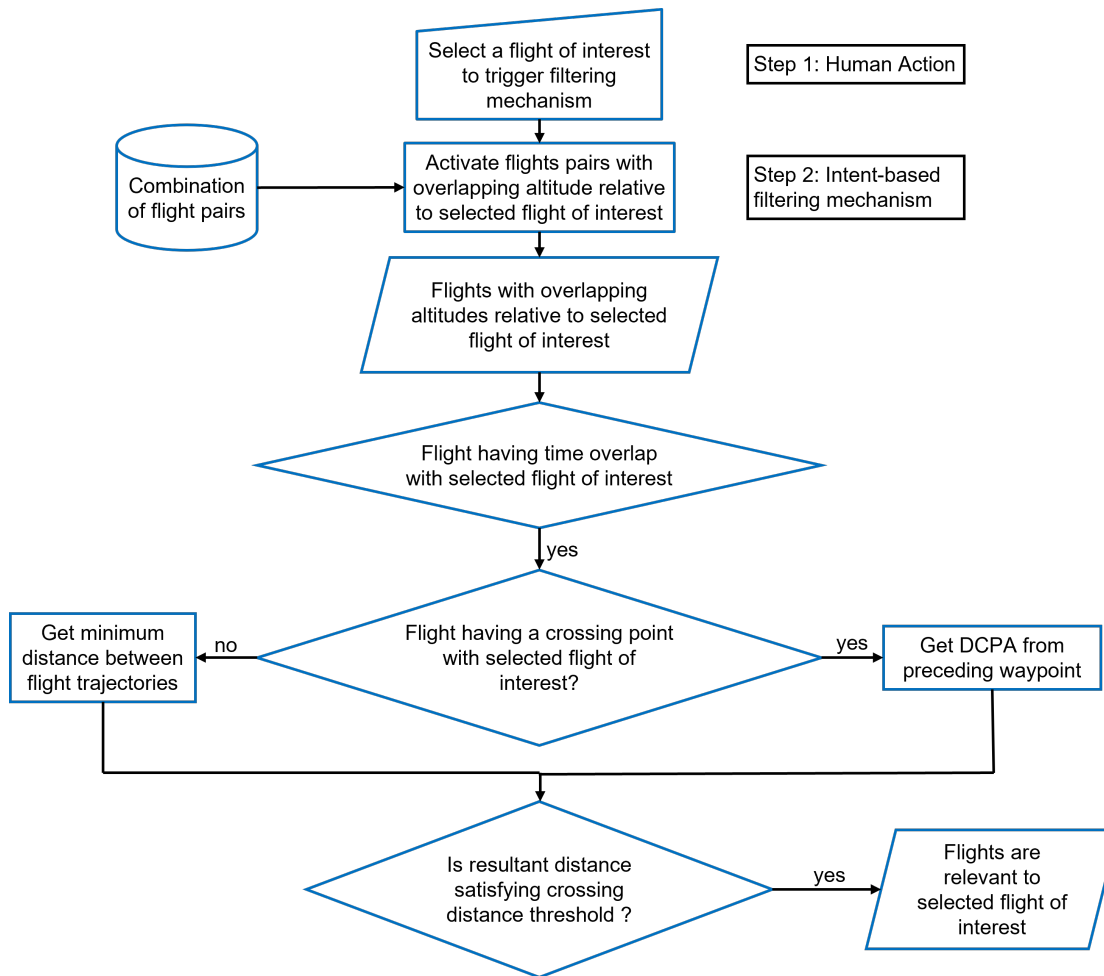 Select a flight of interest
to trigger filtering
mechanism
Step 1: Human Action
Combination
of flight pairs
Activate flights pairs with
overlapping altitude relative
to selected flight of interest
Step 2: Intent-based
filtering mechanism
Flights with overlapping
altitudes relative to selected
flight of interest
Flight having time overlap
with selected flight of interest
yes
Get minimum
distance between
flight trajectories
no
Flight having a crossing point
with selected flight of
interest?
yes
Get DCPA from
preceding waypoint
Is resultant distance
satisfying crossing
distance threshold ?
yes
Flights are
relevant to
selected flight of
interest